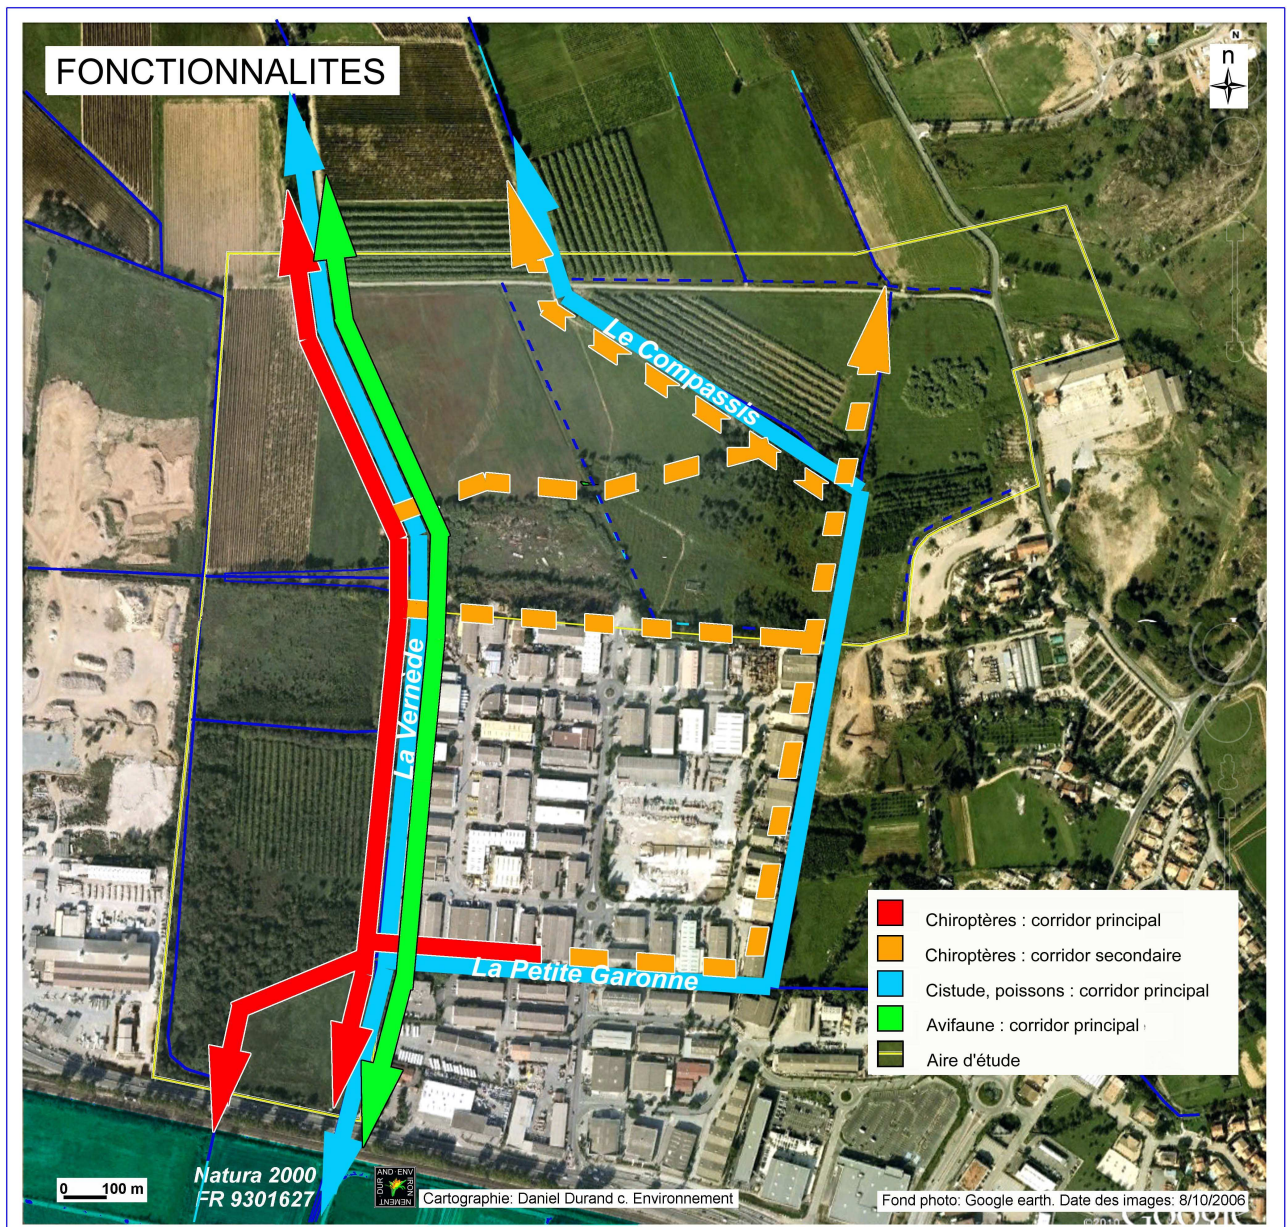 FONCTIONNALITES
N
n
Le Compassis
La Vernède
La Petite Garonne
Chiroptères : corridor principal
Chiroptères : corridor secondaire
Cistude, poissons : corridor principal
Avifaune : corridor principal
Aire d'étude
Natura 2000
FR 9301627
0 100 m
DURAND·ENVIRONNEMENT
Cartographie: Daniel Durand c. Environnement
Fond photo: Google earth. Date des images: 8/10/2006